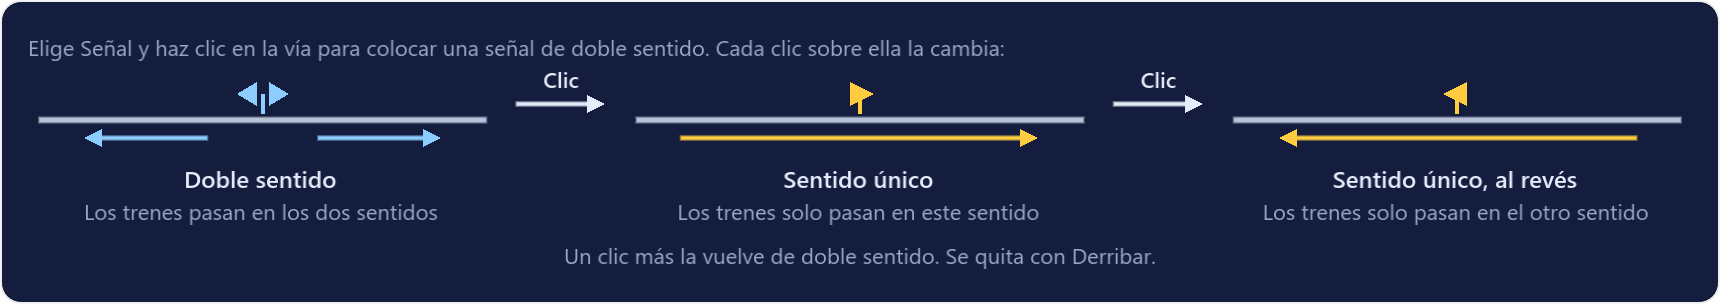 Elige Señal y haz clic en la vía para colocar una señal de doble sentido. Cada clic sobre ella la cambia:
Clic
Clic
Doble sentido
Sentido único
Sentido único, al revés
Los trenes pasan en los dos sentidos
Los trenes solo pasan en este sentido
Los trenes solo pasan en el otro sentido
Un clic más la vuelve de doble sentido. Se quita con Derribar.